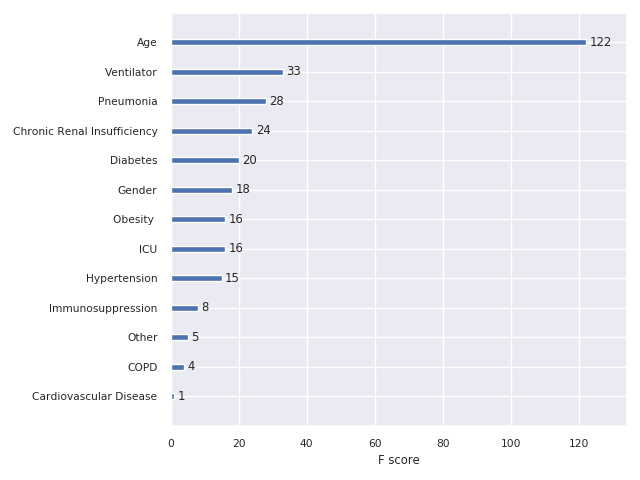 Age 122
Ventilator 33
Pneumonia 28
Chronic Renal Insufficiency 24
Diabetes 20
Gender 18
Obesity 16
ICU 16
Hypertension 15
Immunosuppression 8
Other 5
COPD 4
Cardiovascular Disease 1
0 20 40 60 80 100 120
F score